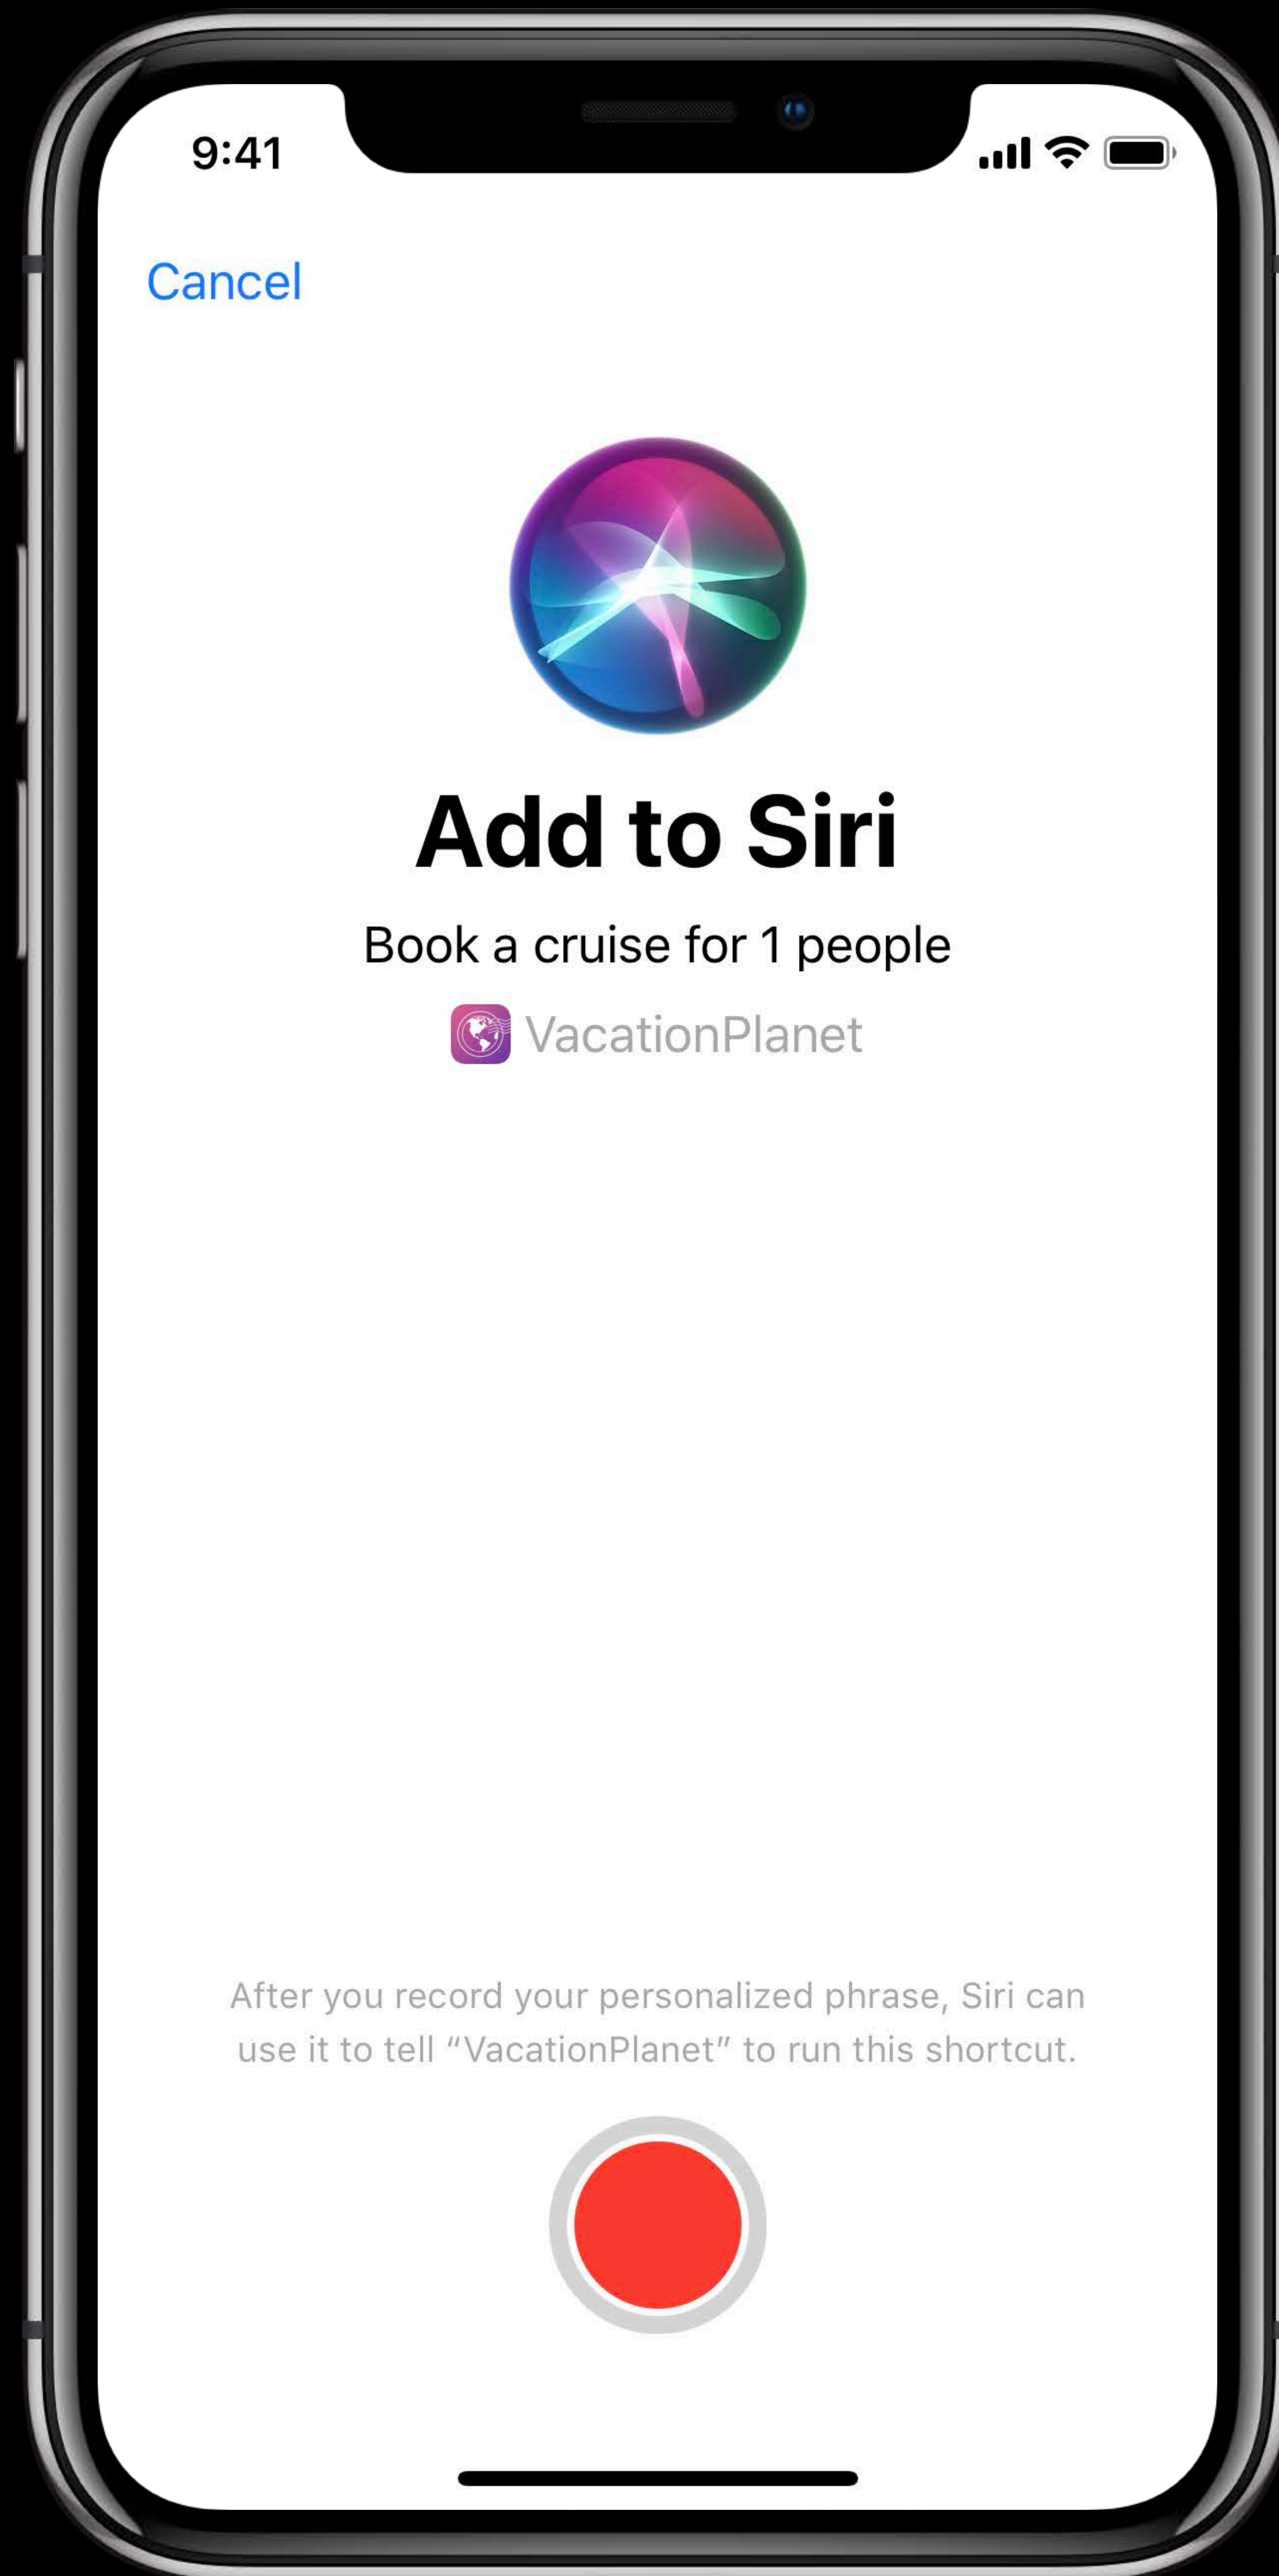 9:41
Cancel
Add to Siri
Book a cruise for 1 people
VacationPlanet
After you record your personalized phrase, Siri can
use it to tell “VacationPlanet” to run this shortcut.